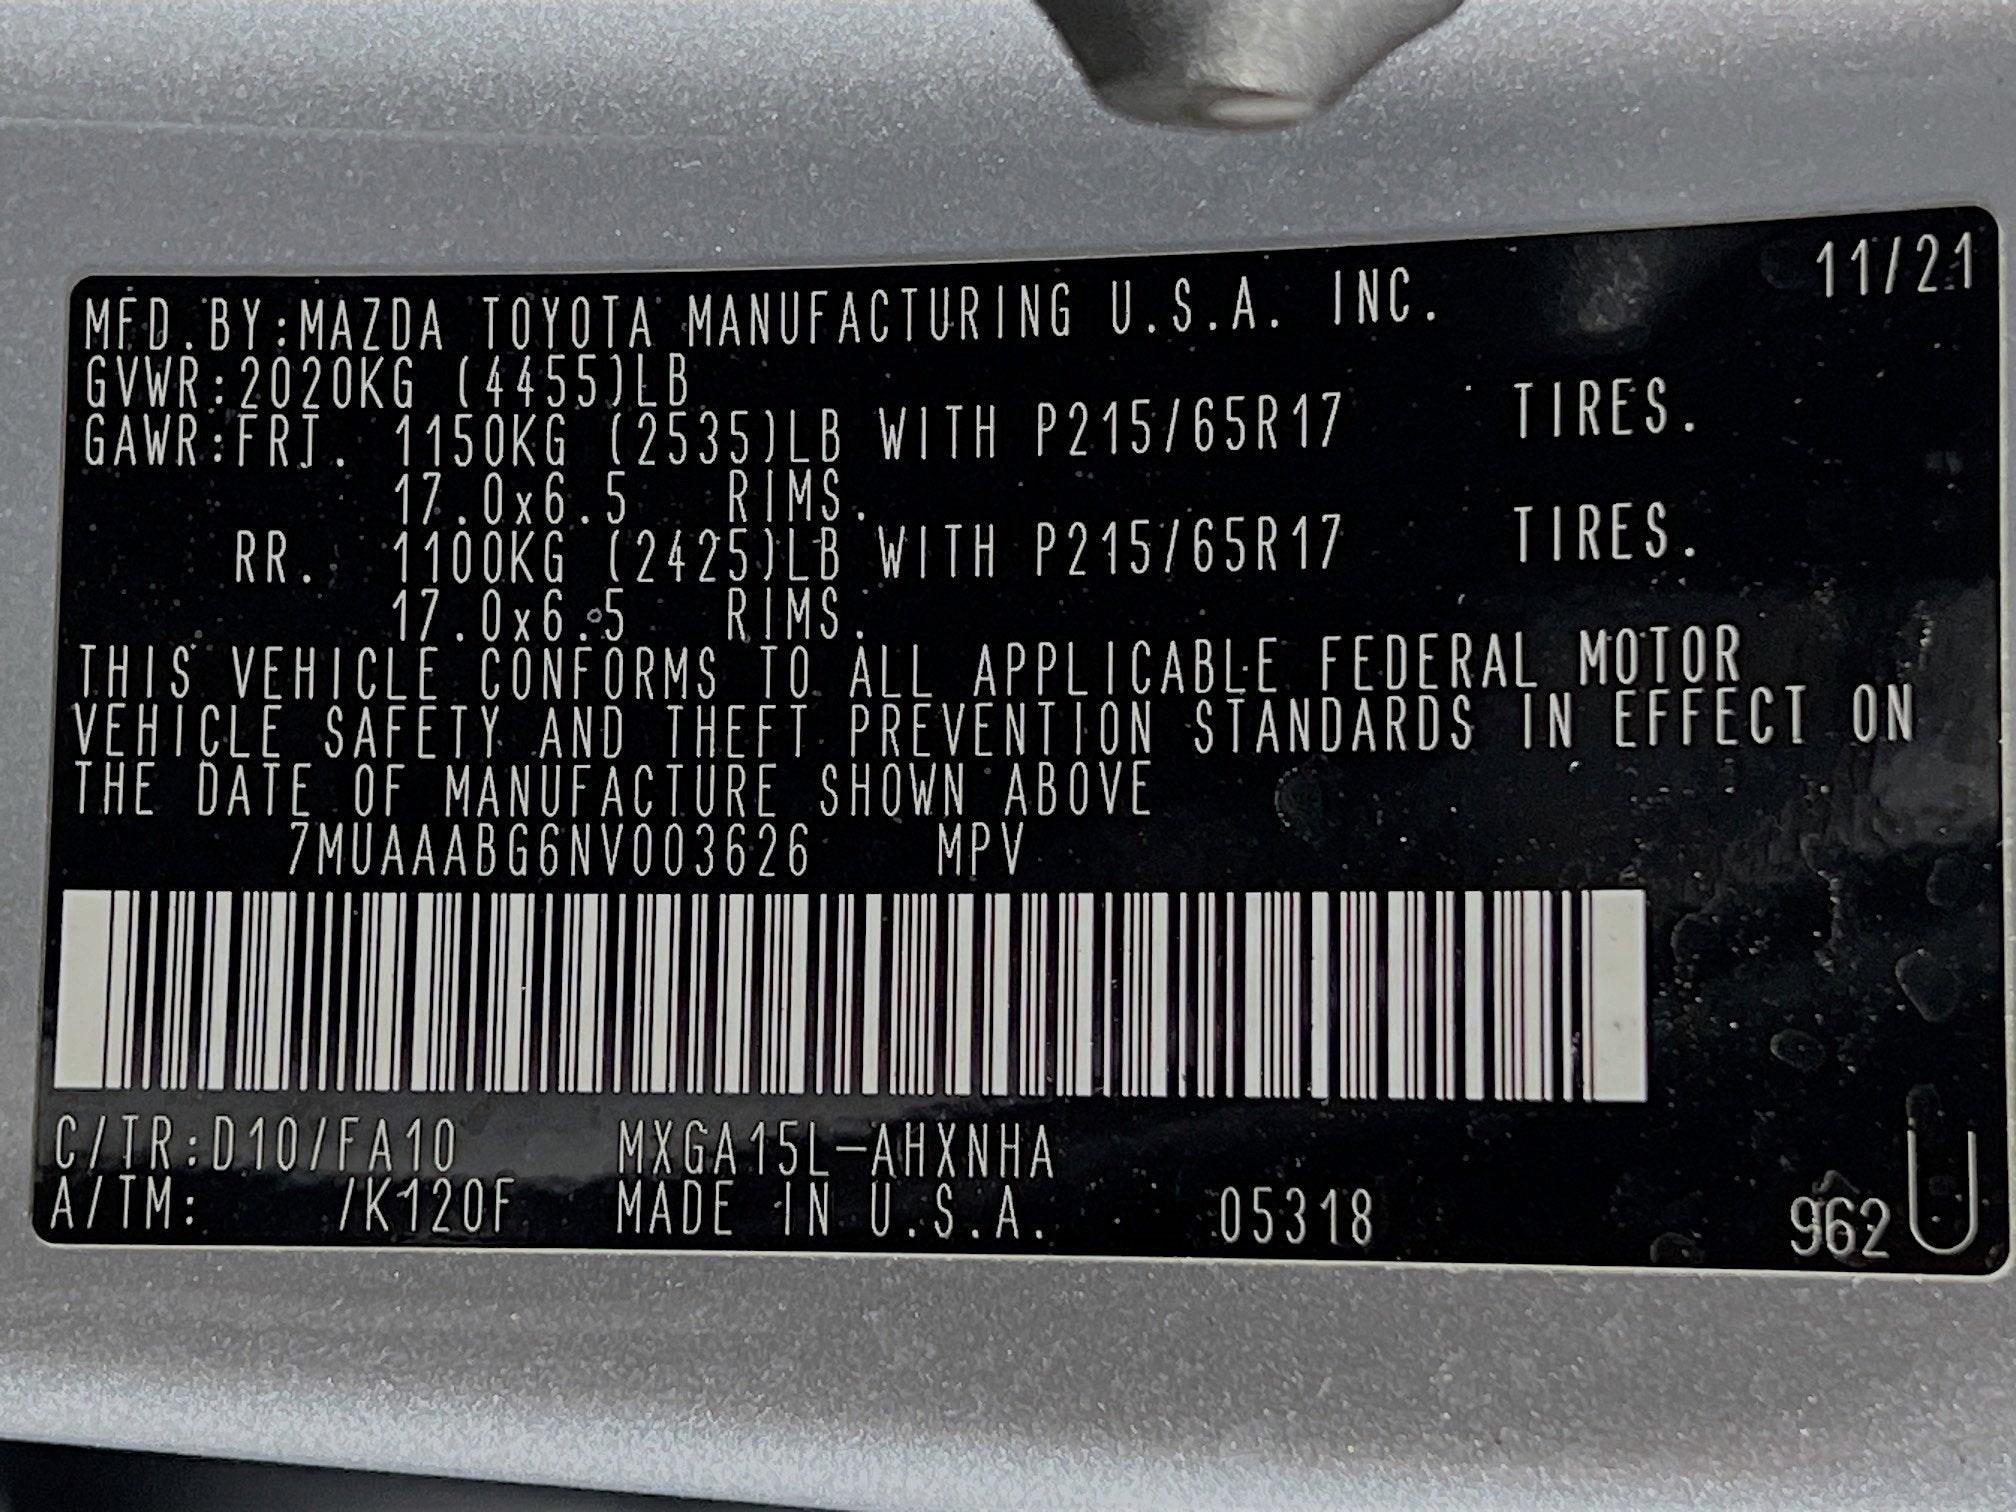 11/21
MFD.BY:MAZDA TOYOTA MANUFACTURING U.S.A. INC.
GVWR:2020KG (4455)LB
GAWR:FRT. 1150KG (2535)LB WITH P215/65R17 TIRES.
17.0x6.5 RIMS.
RR. 1100KG (2425)LB WITH P215/65R17 TIRES.
17.0x6.5 RIMS.
THIS VEHICLE CONFORMS TO ALL APPLICABLE FEDERAL MOTOR
VEHICLE SAFETY AND THEFT PREVENTION STANDARDS IN EFFECT ON
THE DATE OF MANUFACTURE SHOWN ABOVE
7MUAAABG6NV003626 MPV
C/TR:D10/FA10 MXGA15L-AHXNHA
A/TM: /K120F MADE IN U.S.A. 05318 962 U